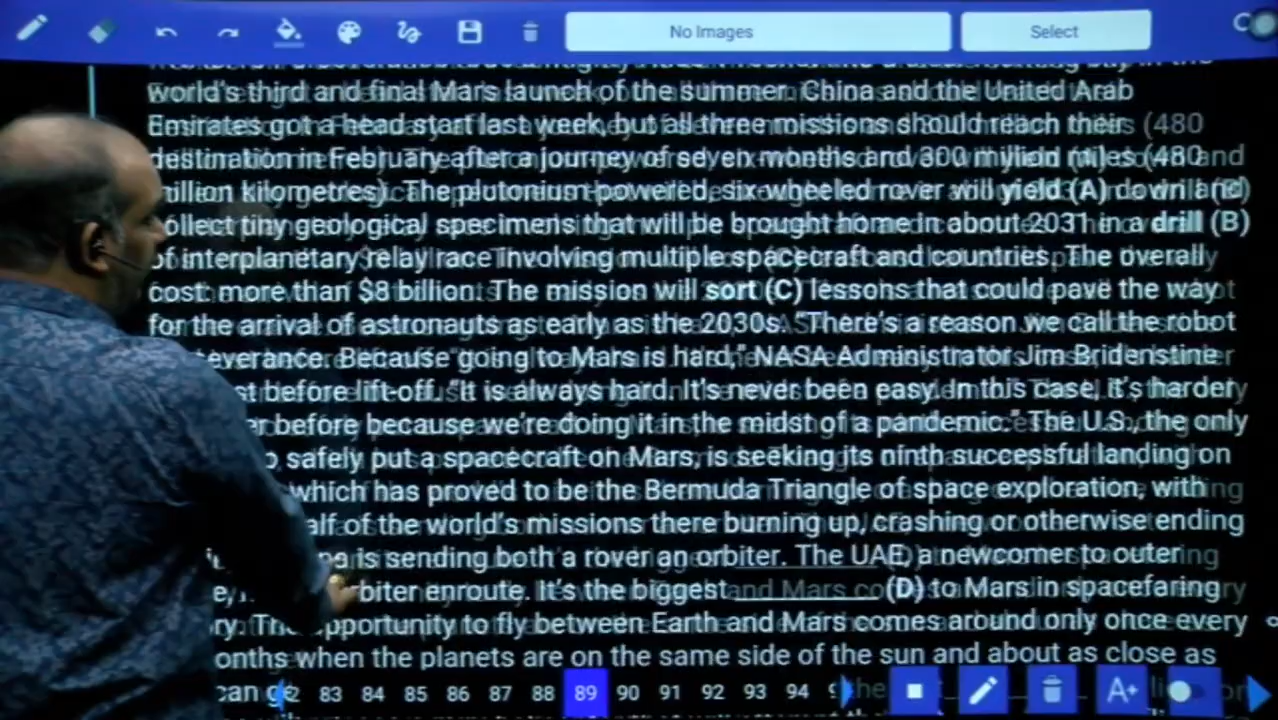 No Images
Select
world's third and final Mars launch of the summer. China and the United Arab
Emirates got a head start last week, but all three missions should reach their
destination in February after a journey of seven months and 300 million miles (480
million kilometres). The plutonium-powered, six-wheeled rover will yield (A) down and
collect tiny geological specimens that will be brought home in about 2031 in a drill (B)
of interplanetary relay race involving multiple spacecraft and countries. The overall
cost: more than $8 billion. The mission will sort (C) lessons that could pave the way
for the arrival of astronauts as early as the 2030s. "There's a reason we call the robot
Because going to Mars is hard," NASA Administrator Jim Bridenstine
before lift-off. "It is always hard. It's never been easy. In this case, it's harder
before because we're doing it in the midst of a pandemic." The U.S., the only
safely put a spacecraft on Mars, is seeking its ninth successful landing on
which has proved to be the Bermuda Triangle of space exploration, with
of the world's missions there burning up, crashing or otherwise ending
is sending both a rover an orbiter. The UAE, a newcomer to outer
enroute. It's the biggest ______ (D) to Mars in spacefaring
opportunity to fly between Earth and Mars comes around only once every
when the planets are on the same side of the sun and about as close as
can
83 84 85 86 87 88 89 90 91 92 93 94
A+